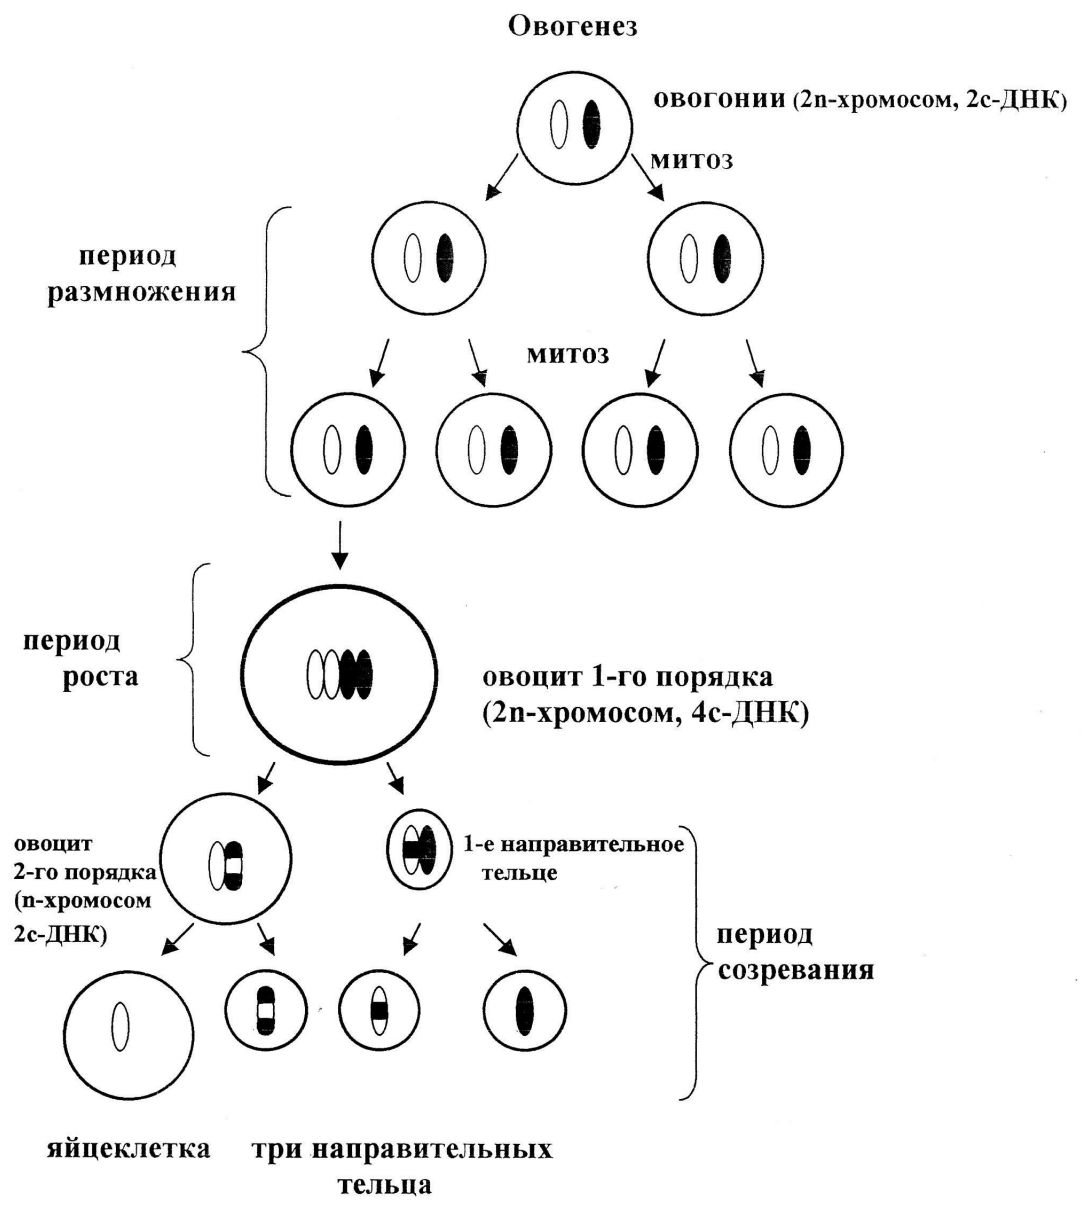 Овогенез
овогонии (2n-хромосом, 2с-ДНК)
митоз
период
размножения
митоз
период
роста
овоцит 1-го порядка
(2n-хромосом, 4с-ДНК)
овоцит
2-го порядка
(n-хромосом
2с-ДНК)
1-е направительное
тельце
период
созревания
яйцеклетка
три направительных
тельца